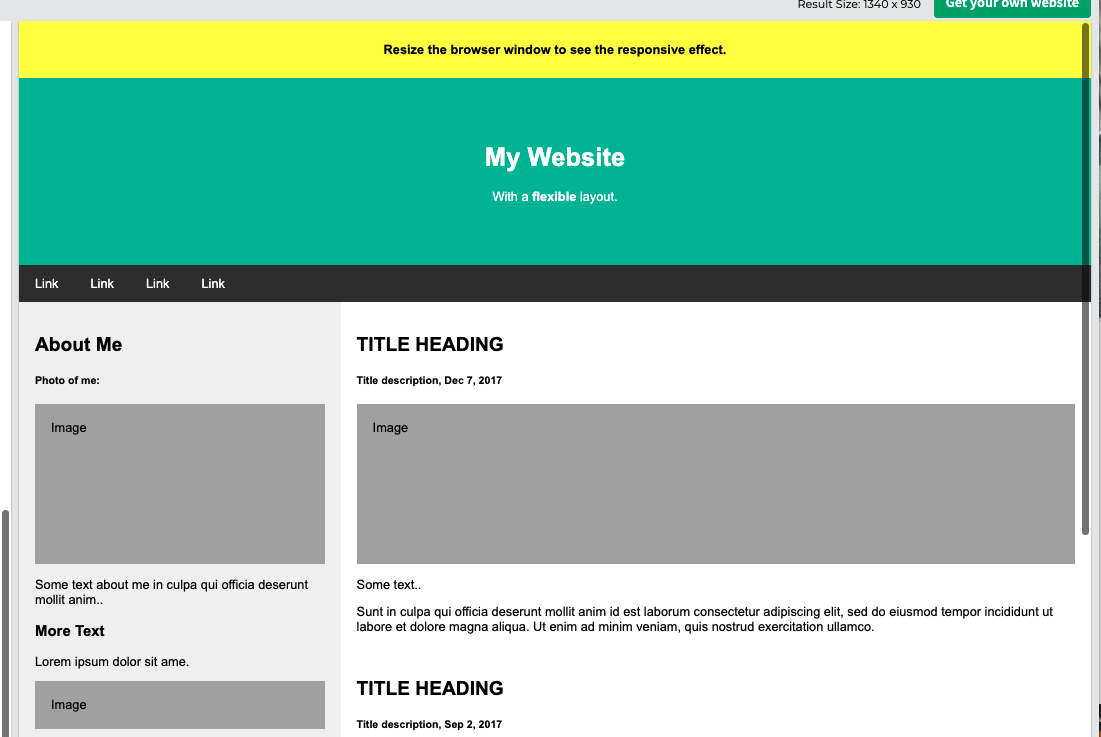 Result Size: 1340 x 930
Get your own website
Resize the browser window to see the responsive effect.
My Website
With a flexible layout.
Link Link Link Link
About Me
Photo of me:
Image
Some text about me in culpa qui officia deserunt
mollit anim..
More Text
Lorem ipsum dolor sit ame.
Image
TITLE HEADING
Title description, Dec 7, 2017
Image
Some text..
Sunt in culpa qui officia deserunt mollit anim id est laborum consectetur adipiscing elit, sed do eiusmod tempor incididunt ut
labore et dolore magna aliqua. Ut enim ad minim veniam, quis nostrud exercitation ullamco.
TITLE HEADING
Title description, Sep 2, 2017